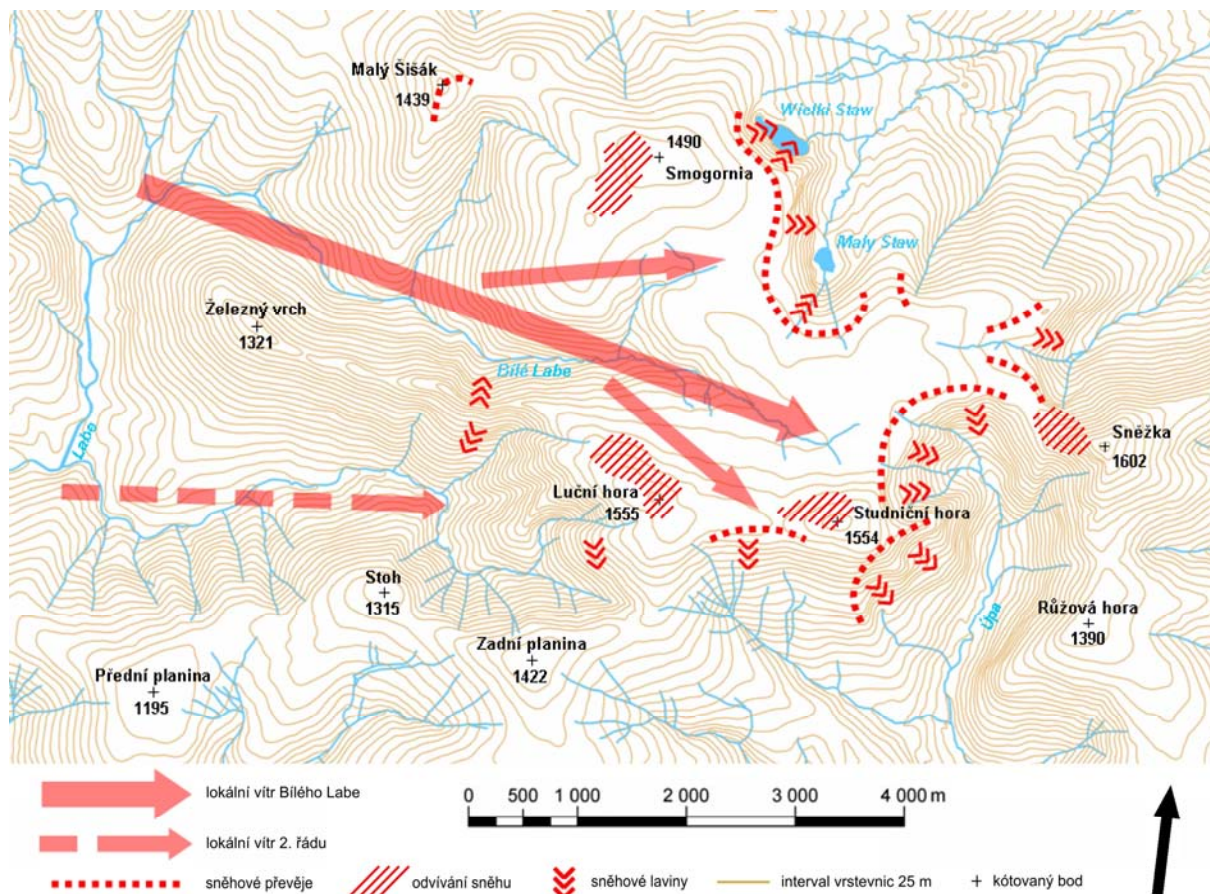 Malý Šišák
1439
Wielki Staw
1490
Smogornia
Mały Staw
Železný vrch
1321
Bílé Labe
Labe
Sněžka
1602
Luční hora
1555
Studniční hora
1554
Stoh
1315
Úpa
Růžová hora
1390
Zadní planina
1422
Přední planina
1195
lokální vítr Bílého Labe
0 500 1 000 2 000 4 000 m
lokální vítr 2. řádu
sněhové převěje odvívání sněhu sněhové laviny interval vrstevnic 25 m + kótovaný bod